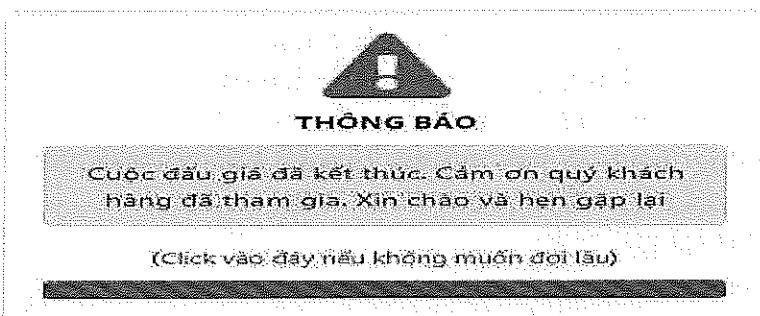 THÔNG BÁO
Cuộc đấu giá đã kết thúc. Cảm ơn quý khách
hàng đã tham gia. Xin chào và hẹn gặp lại
(Click vào đây nếu không muốn đợi lâu)